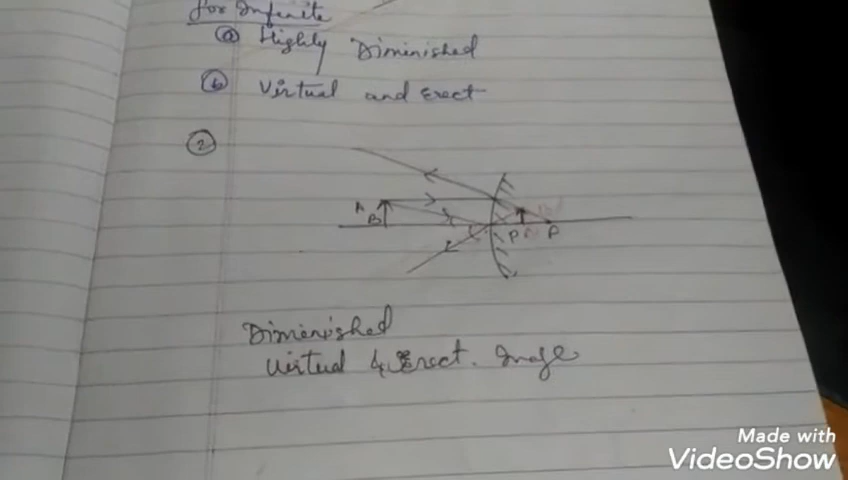 for Infinite
(a) Highly Diminished
(b) Virtual and Erect
(2)
A
B
P
P
Diminished
Virtual & Erect. Image
Made with
VideoShow